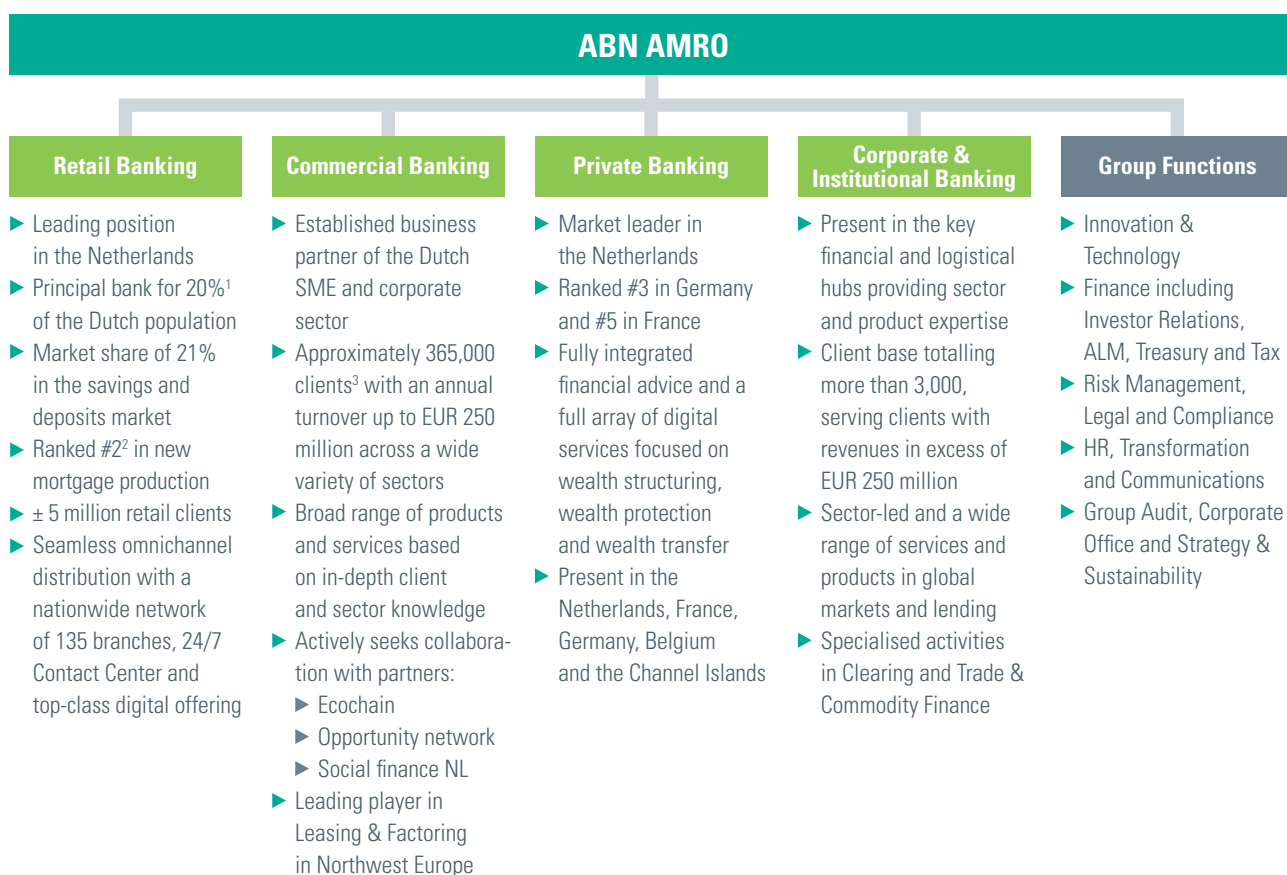 ABN AMRO
Retail Banking
▶ Leading position
in the Netherlands
▶ Principal bank for 20%¹
of the Dutch population
▶ Market share of 21%
in the savings and
deposits market
▶ Ranked #2² in new
mortgage production
▶ ± 5 million retail clients
▶ Seamless omnichannel
distribution with a
nationwide network
of 135 branches, 24/7
Contact Center and
top-class digital offering
Commercial Banking
▶ Established business
partner of the Dutch
SME and corporate
sector
▶ Approximately 365,000
clients³ with an annual
turnover up to EUR 250
million across a wide
variety of sectors
▶ Broad range of products
and services based
on in-depth client
and sector knowledge
▶ Actively seeks collabora-
tion with partners:
▶ Ecochain
▶ Opportunity network
▶ Social finance NL
▶ Leading player in
Leasing & Factoring
in Northwest Europe
Private Banking
▶ Market leader in
the Netherlands
▶ Ranked #3 in Germany
and #5 in France
▶ Fully integrated
financial advice and a
full array of digital
services focused on
wealth structuring,
wealth protection
and wealth transfer
▶ Present in the
Netherlands, France,
Germany, Belgium
and the Channel Islands
Corporate &
Institutional Banking
▶ Present in the key
financial and logistical
hubs providing sector
and product expertise
▶ Client base totalling
more than 3,000,
serving clients with
revenues in excess of
EUR 250 million
▶ Sector-led and a wide
range of services and
products in global
markets and lending
▶ Specialised activities
in Clearing and Trade &
Commodity Finance
Group Functions
▶ Innovation &
Technology
▶ Finance including
Investor Relations,
ALM, Treasury and Tax
▶ Risk Management,
Legal and Compliance
▶ HR, Transformation
and Communications
▶ Group Audit, Corporate
Office and Strategy &
Sustainability